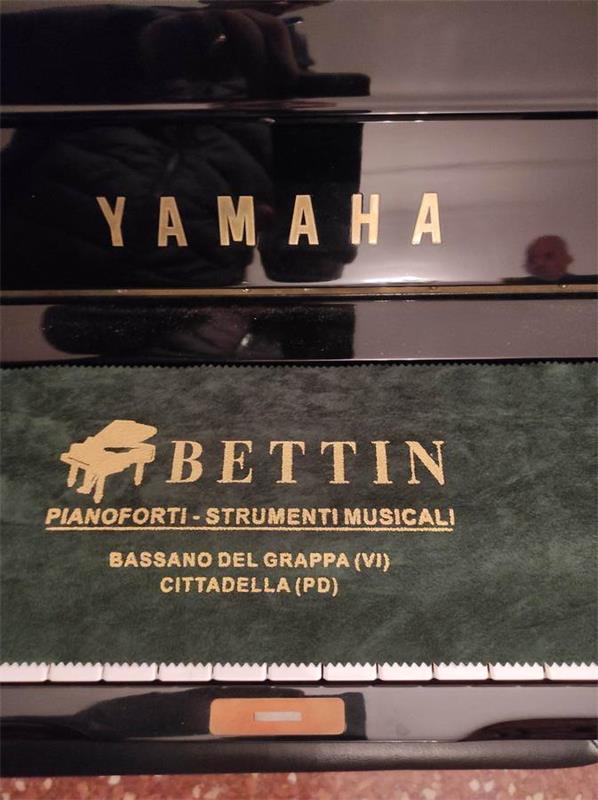 YAMAHA
BETTIN
PIANOFORTI - STRUMENTI MUSICALI
BASSANO DEL GRAPPA (VI)
CITTADELLA (PD)